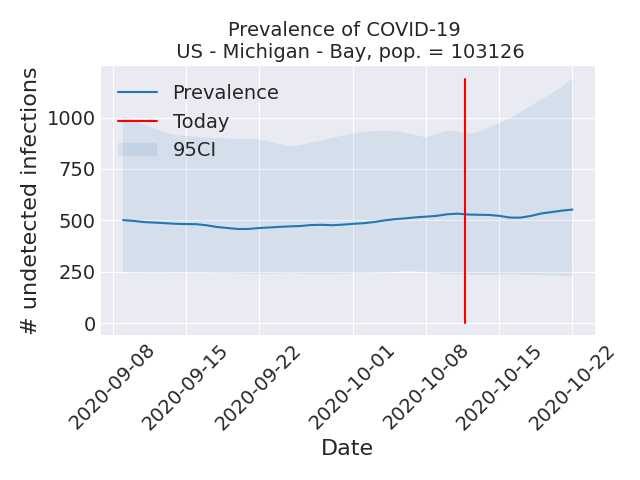 Prevalence of COVID-19
US - Michigan - Bay, pop. = 103126
# undetected infections
1000
750
500
250
0
Prevalence
Today
95CI
2020-09-08
2020-09-15
2020-09-22
2020-10-01
2020-10-08
2020-10-15
2020-10-22
Date